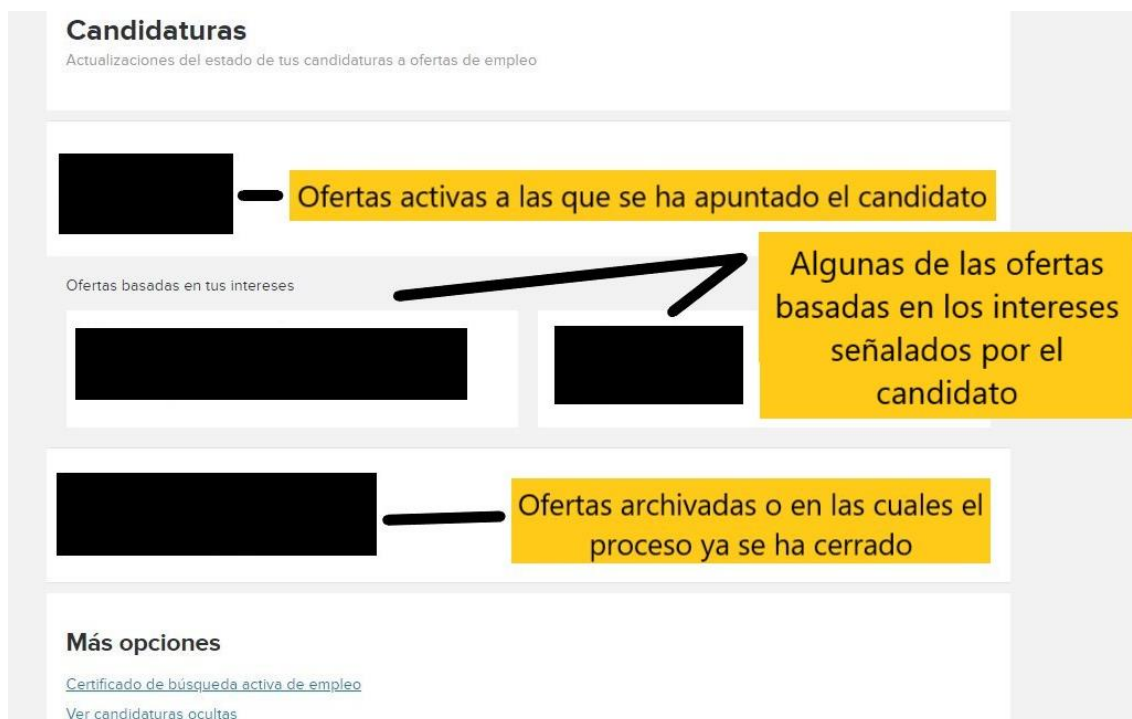 Candidaturas
Actualizaciones del estado de tus candidaturas a ofertas de empleo
Ofertas activas a las que se ha apuntado el candidato
Ofertas basadas en tus intereses
Algunas de las ofertas
basadas en los intereses
señalados por el
candidato
Ofertas archivadas o en las cuales el
proceso ya se ha cerrado
Más opciones
Certificado de búsqueda activa de empleo
Ver candidaturas ocultas